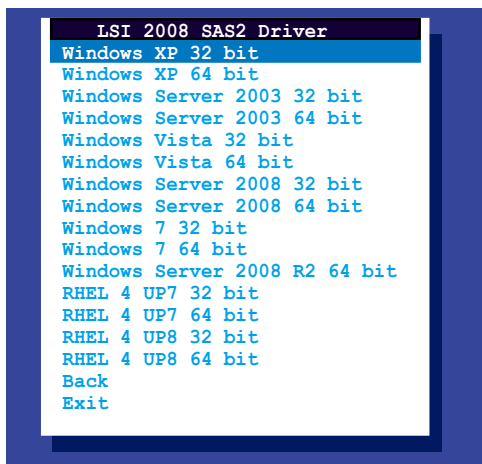 LSI 2008 SAS2 Driver
Windows XP 32 bit
Windows XP 64 bit
Windows Server 2003 32 bit
Windows Server 2003 64 bit
Windows Vista 32 bit
Windows Vista 64 bit
Windows Server 2008 32 bit
Windows Server 2008 64 bit
Windows 7 32 bit
Windows 7 64 bit
Windows Server 2008 R2 64 bit
RHEL 4 UP7 32 bit
RHEL 4 UP7 64 bit
RHEL 4 UP8 32 bit
RHEL 4 UP8 64 bit
Back
Exit